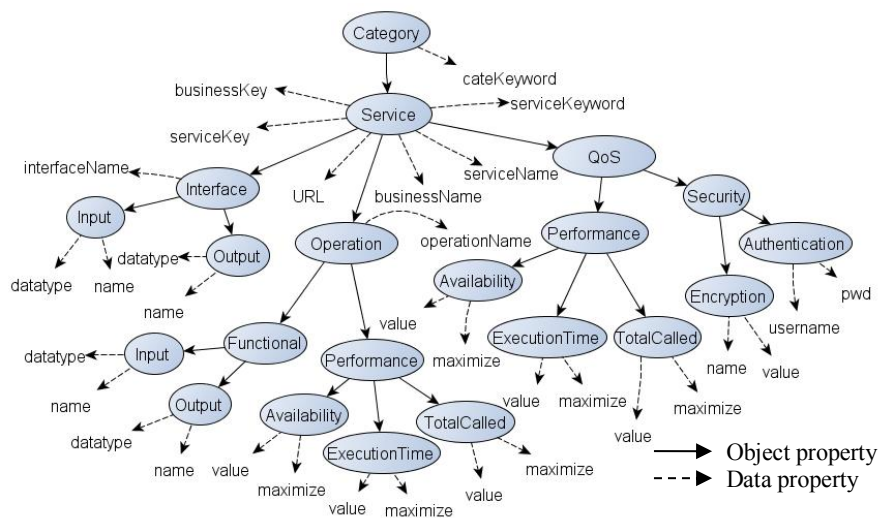 Category
cateKeyword
businessKey
serviceKeyword
Service
serviceKey
QoS
interfaceName
serviceName
Interface
URL
businessName
Security
Input
Operation
operationName
Performance
Authentication
datatype
Output
datatype
name
Availability
pwd
Encryption
name
value
username
ExecutionTime
TotalCalled
Input
Functional
datatype
Performance
maximize
name
value
name
Output
value
maximize
maximize
Availability
TotalCalled
datatype
value
ExecutionTime
name
value
maximize
Object property
maximize
value
value
maximize
Data property